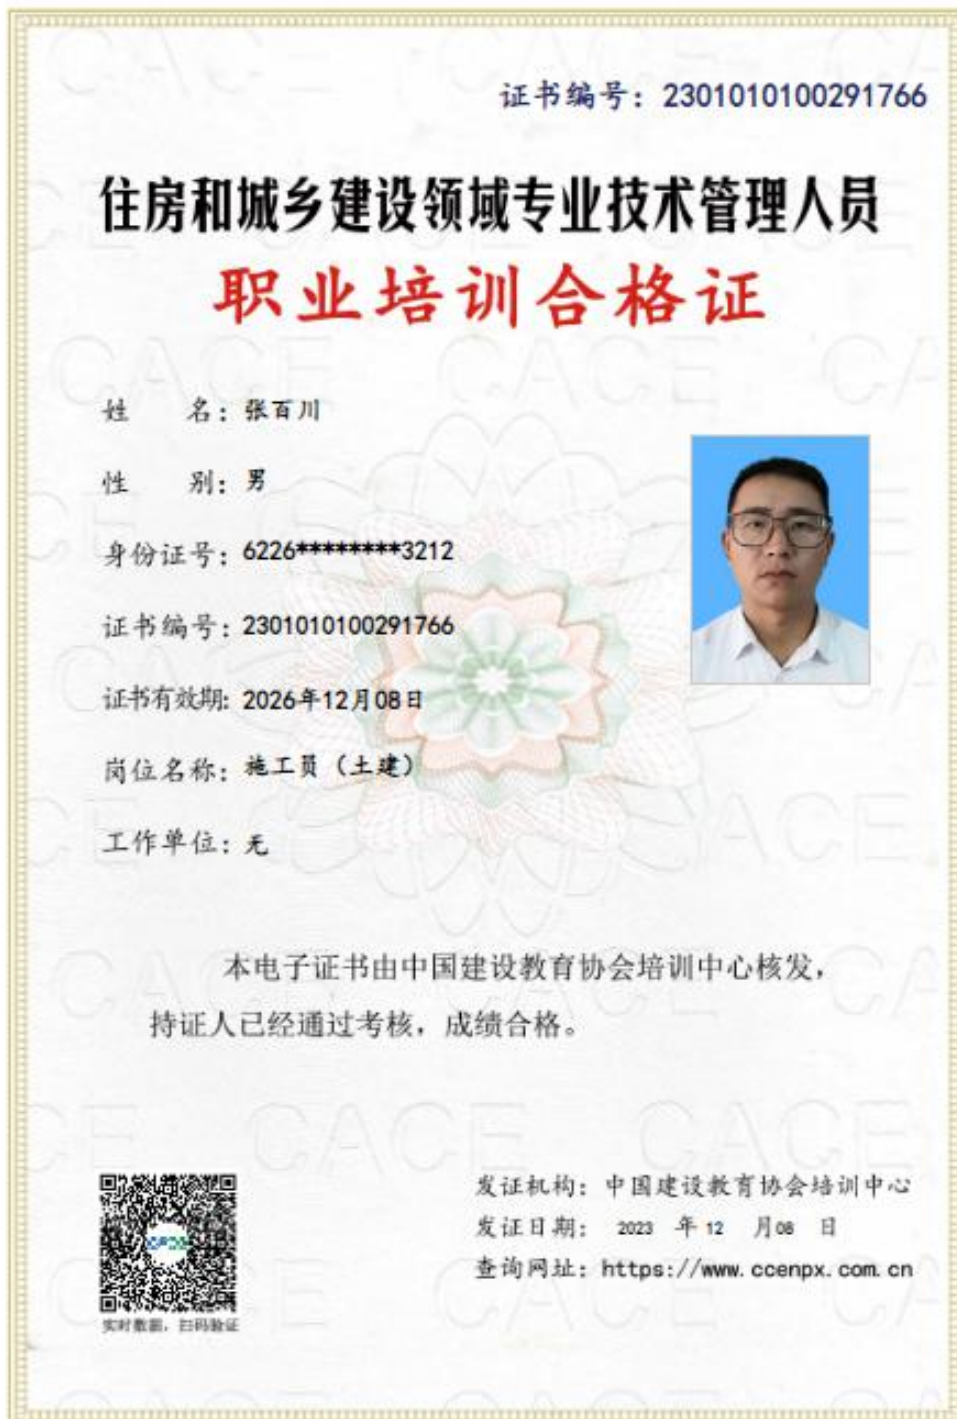 证书编号：2301010100291766
住房和城乡建设领域专业技术管理人员
职业培训合格证
姓 名：张百川
性 别：男
身份证号：6226********3212
证书编号：2301010100291766
证书有效期：2026年12月08日
岗位名称：施工员（土建）
工作单位：无
本电子证书由中国建设教育协会培训中心核发，
持证人已经通过考核，成绩合格。
发证机构：中国建设教育协会培训中心
发证日期： 2023 年 12 月 08 日
查询网址：https://www.ccenpx.com.cn
实时数据，扫码验证